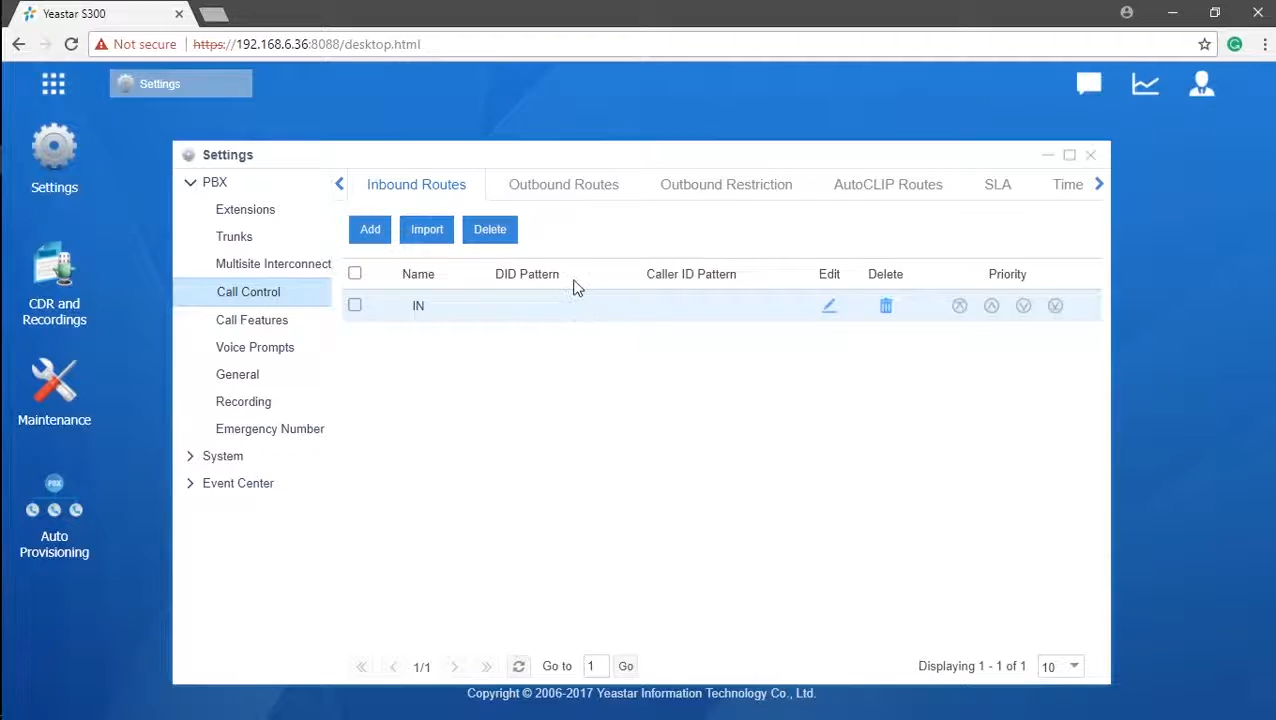 Yeastar S300
Not secure https://192.168.6.36:8088/desktop.html
Settings
Settings
CDR and
Recordings
Maintenance
PBX
Auto
Provisioning
Settings
PBX
Extensions
Trunks
Multisite Interconnect
Call Control
Call Features
Voice Prompts
General
Recording
Emergency Number
System
Event Center
Inbound Routes Outbound Routes Outbound Restriction AutoCLIP Routes SLA Time
Add Import Delete
Name DID Pattern Caller ID Pattern Edit Delete Priority
IN
1/1 Go to 1 Go Displaying 1 - 1 of 1 10
Copyright © 2006-2017 Yeastar Information Technology Co., Ltd.